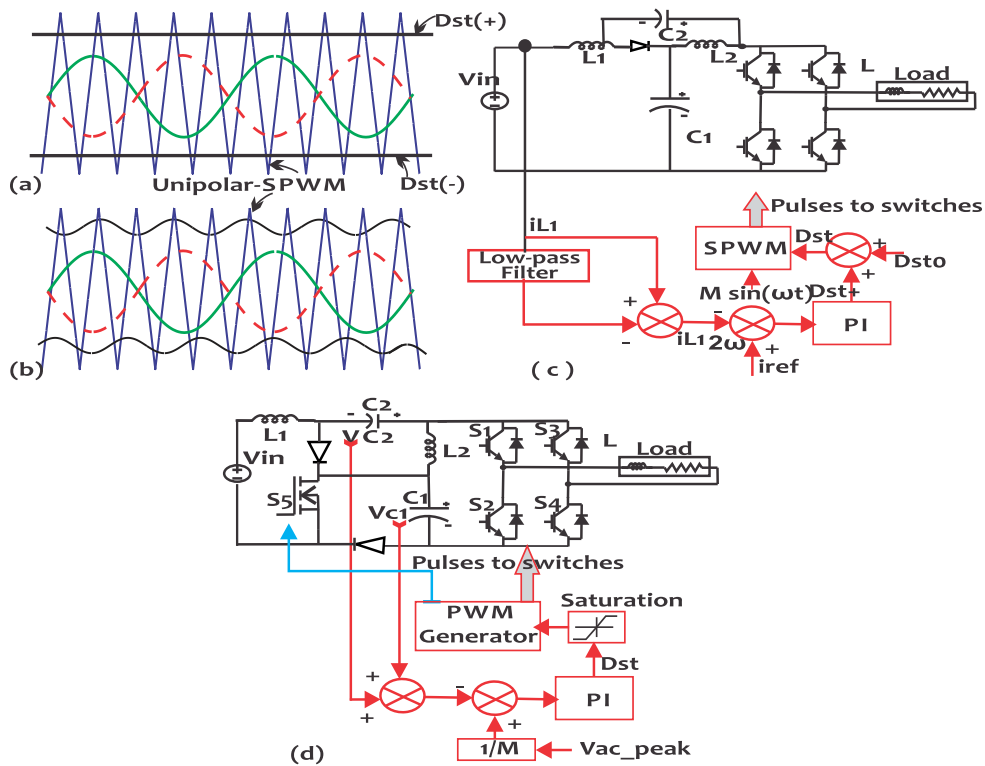 Dst(+)
(a)
Unipolar-SPWM
Dst(-)
(b)
C2
-
+
L1
L2
Vin
+
-
+
-
C1
L
Load
iL1
Low-pass
Filter
+
-
iL1 2ω
-
+
iref
M sin(ωt)
PI
Dst+
+
+
Dst0
Dst
SPWM
Pulses to switches
(c)
L1
-
C2
+
VC2
Vin
+
-
S5
L2
C1
+
-
Vc1
S1
S3
S2
S4
L
Load
Pulses to switches
PWM
Generator
Saturation
Dst
PI
+
+
-
+
1/M
Vac_peak
(d)